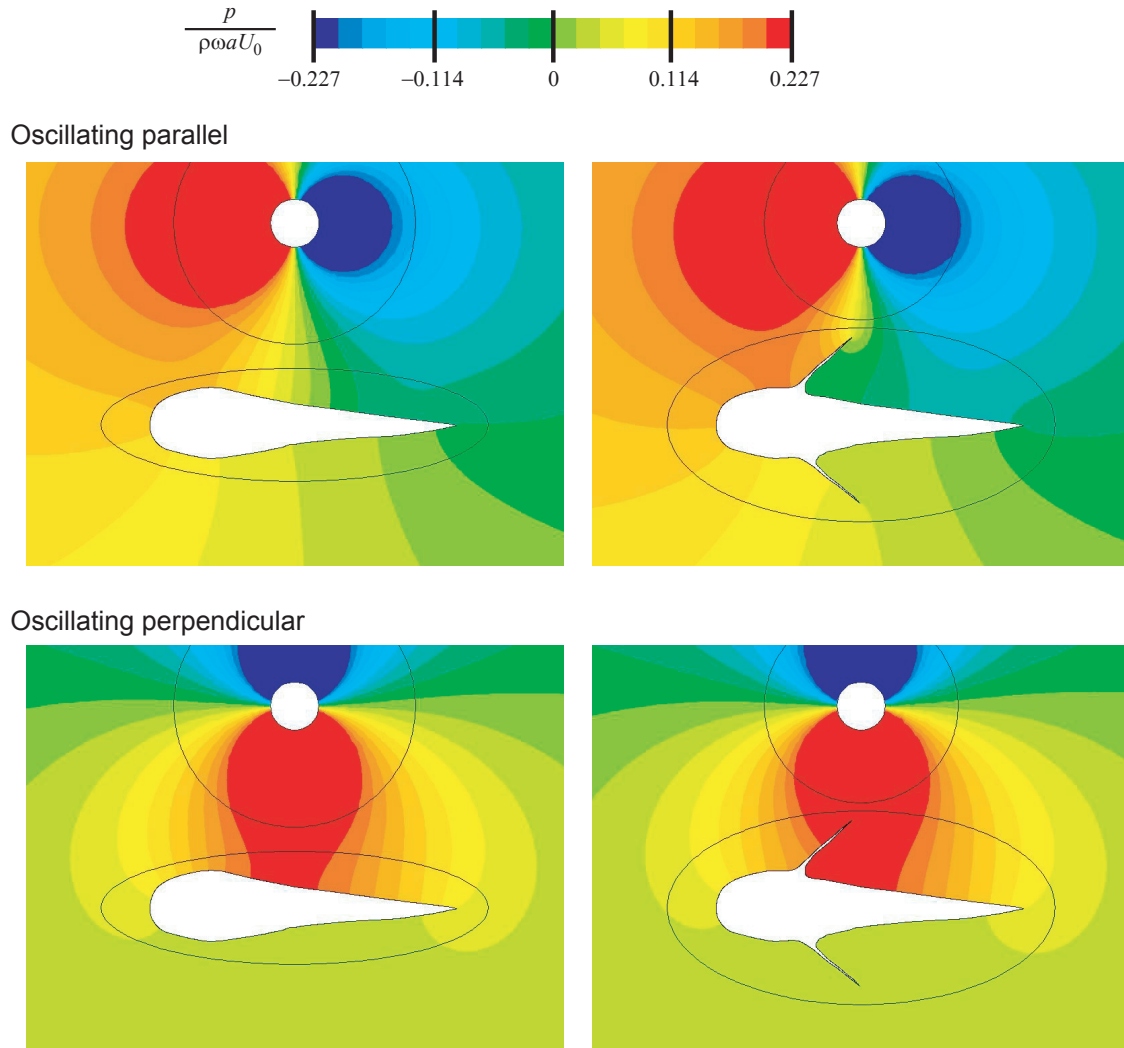 p
ρωaU0
−0.227 −0.114 0 0.114 0.227
Oscillating parallel
Oscillating perpendicular